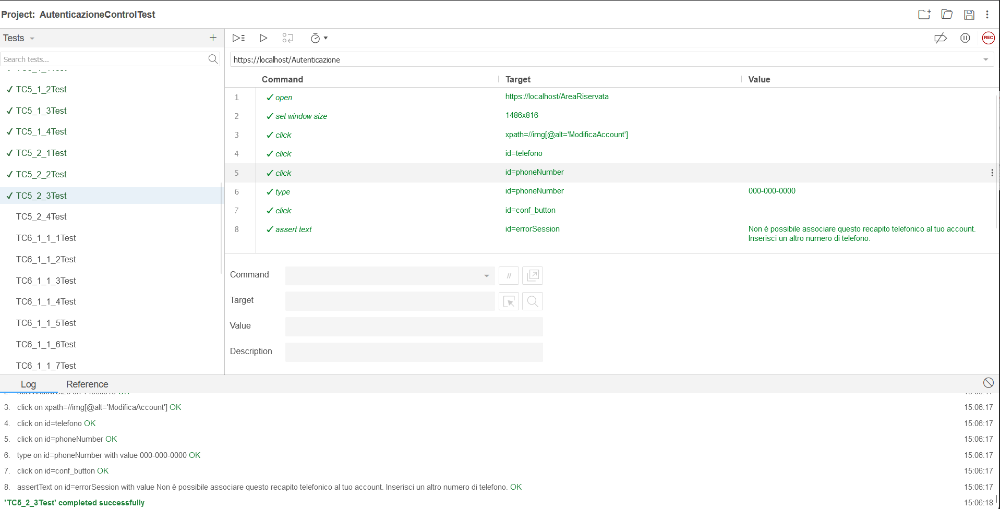 Project: AutenticazioneControlTest
Tests
Search tests...
TC5_1_2Test
TC5_1_3Test
TC5_1_4Test
TC5_2_1Test
TC5_2_2Test
TC5_2_3Test
TC5_2_4Test
TC6_1_1_1Test
TC6_1_1_2Test
TC6_1_1_3Test
TC6_1_1_4Test
TC6_1_1_5Test
TC6_1_1_6Test
TC6_1_1_7Test
REC
https://localhost/Autenticazione
Command Target Value
1 open https://localhost/AreaRiservata
2 set window size 1486x816
3 click xpath=//img[@alt='ModificaAccount']
4 click id=telefono
5 click id=phoneNumber
6 type id=phoneNumber 000-000-0000
7 click id=conf_button
8 assert text id=errorSession Non è possibile associare questo recapito telefonico al tuo account.
Inserisci un altro numero di telefono.
Command //
Target
Value
Description
Log Reference
3. click on xpath=//img[@alt='ModificaAccount'] OK 15:06:17
4. click on id=telefono OK 15:06:17
5. click on id=phoneNumber OK 15:06:17
6. type on id=phoneNumber with value 000-000-0000 OK 15:06:17
7. click on id=conf_button OK 15:06:17
8. assertText on id=errorSession with value Non è possibile associare questo recapito telefonico al tuo account. Inserisci un altro numero di telefono. OK 15:06:17
'TC5_2_3Test' completed successfully 15:06:18